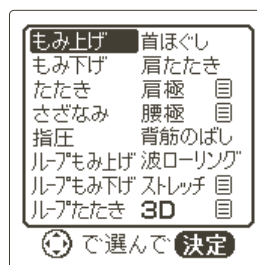 もみ上げ 首ほぐし
もみ下げ 肩たたき
たたき 肩極
さざなみ 腰極
指圧 背筋のばし
ループもみ上げ 波ローリング
ループもみ下げ ストレッチ
ループたたき 3D
で選んで 決定